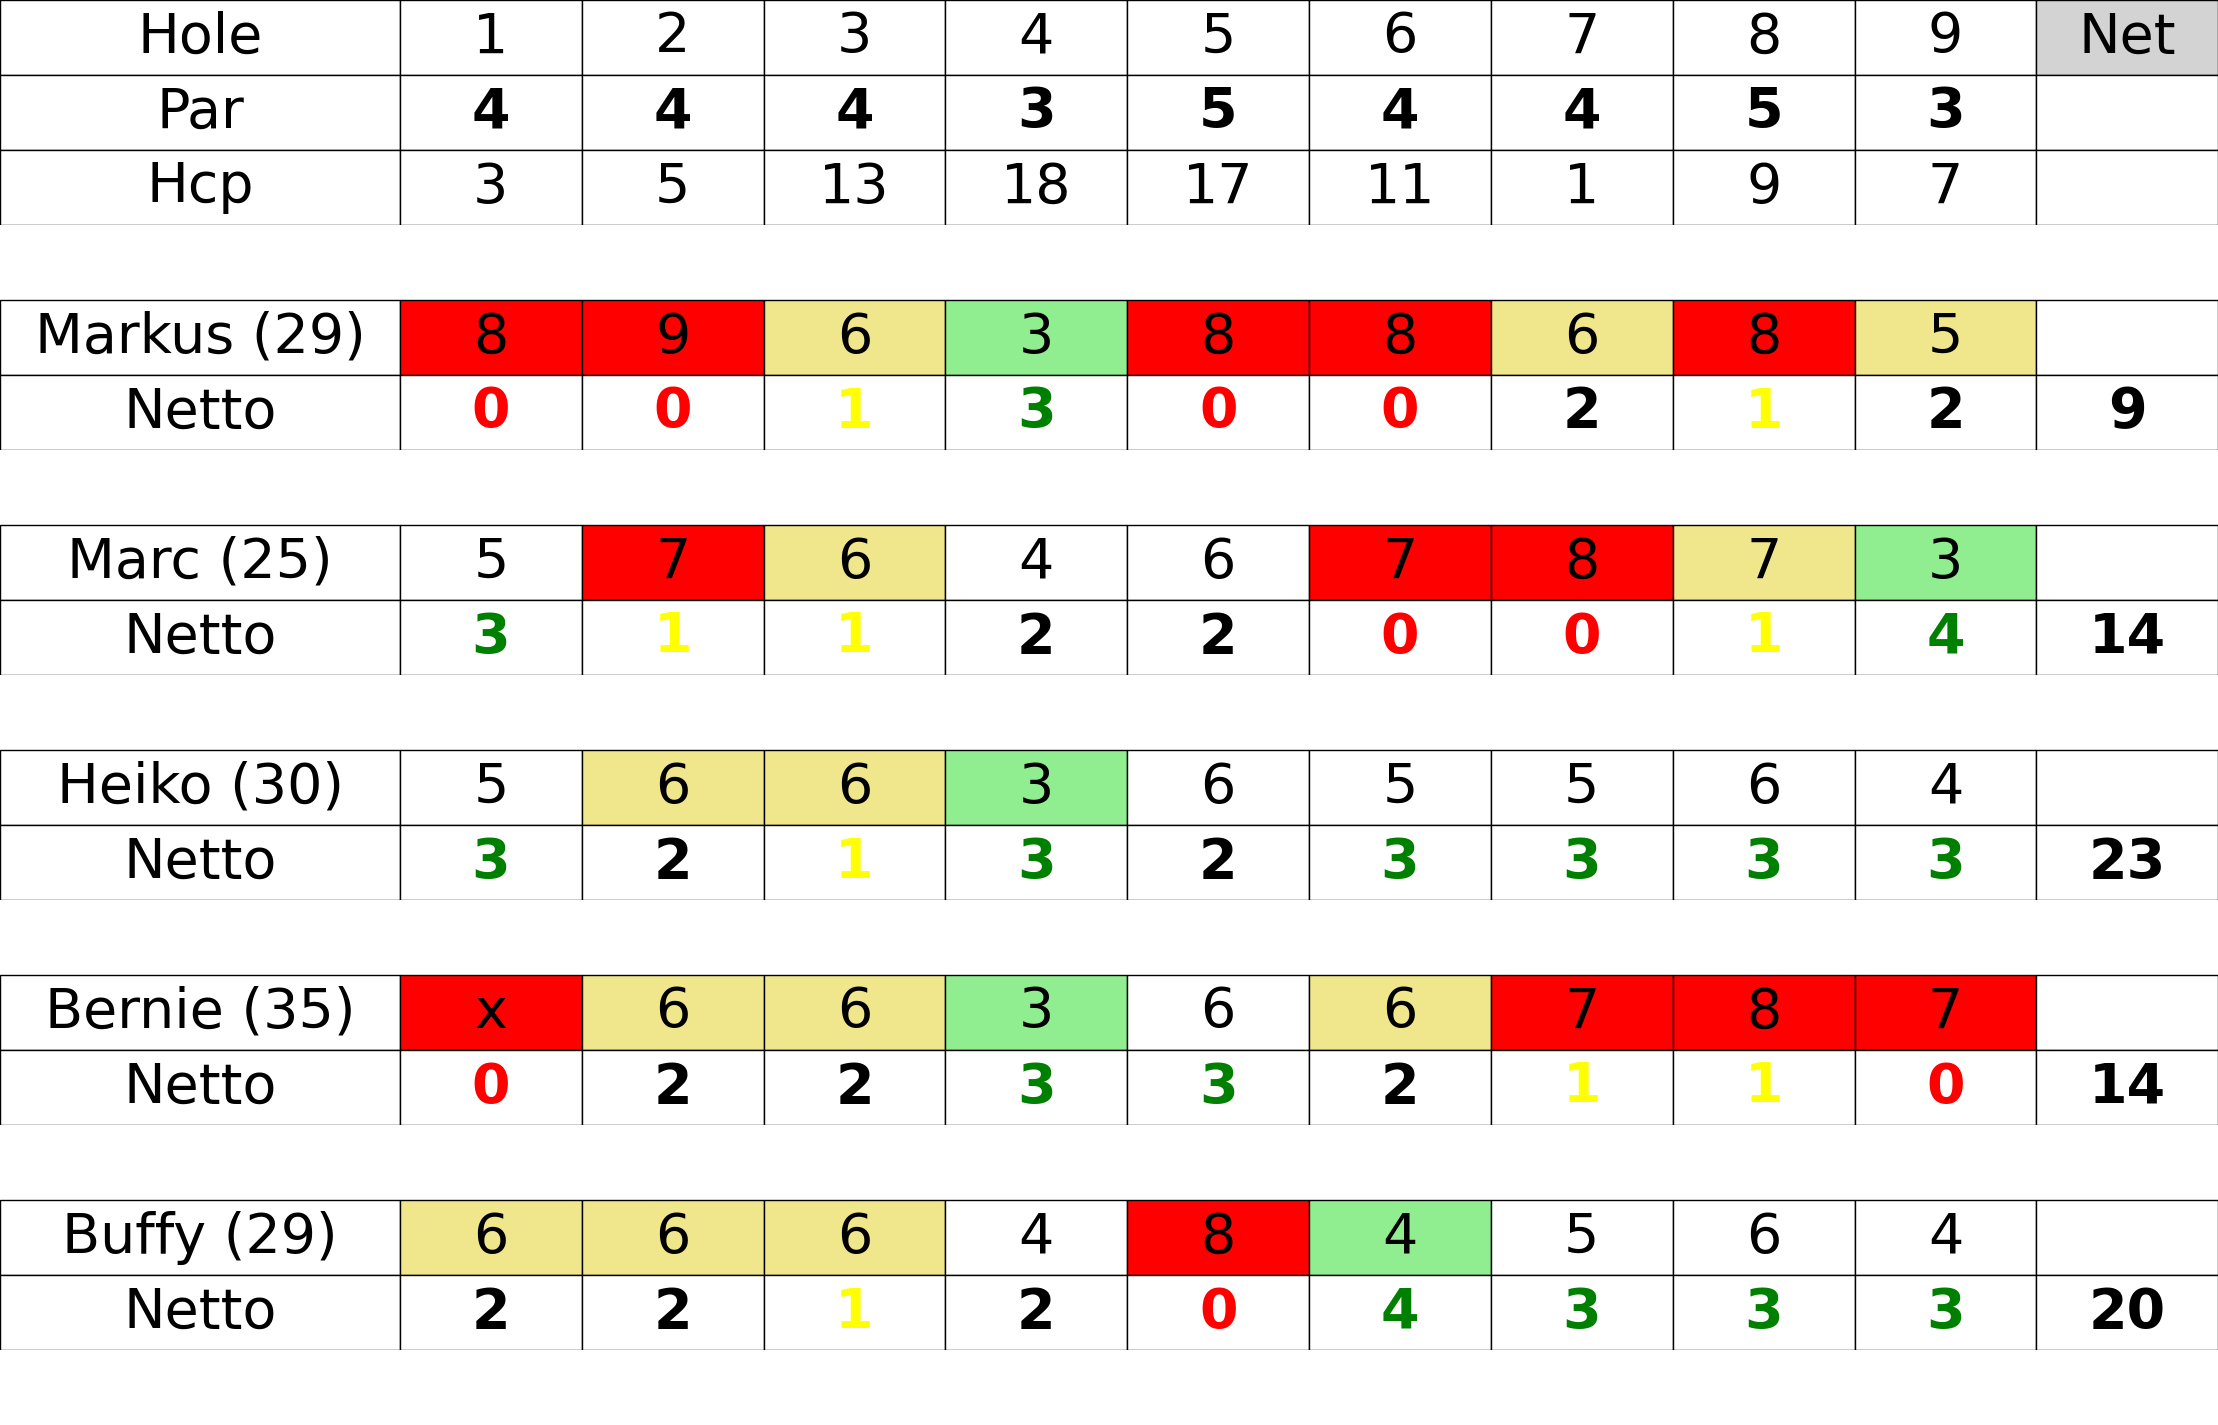 Hole 1 2 3 4 5 6 7 8 9 Net
Par 4 4 4 3 5 4 4 5 3
Hcp 3 5 13 18 17 11 1 9 7
Markus (29) 8 9 6 3 8 8 6 8 5
Netto 0 0 1 3 0 0 2 1 2 9
Marc (25) 5 7 6 4 6 7 8 7 3
Netto 3 1 1 2 2 0 0 1 4 14
Heiko (30) 5 6 6 3 6 5 5 6 4
Netto 3 2 1 3 2 3 3 3 3 23
Bernie (35) x 6 6 3 6 6 7 8 7
Netto 0 2 2 3 3 2 1 1 0 14
Buffy (29) 6 6 6 4 8 4 5 6 4
Netto 2 2 1 2 0 4 3 3 3 20